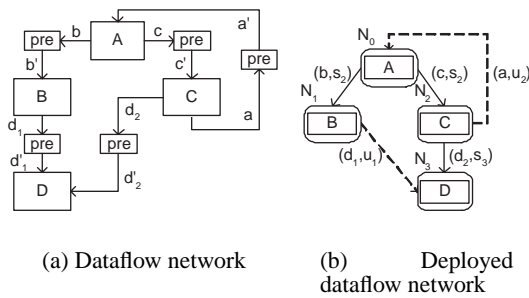 a'
N0
pre
b
A
c
pre
b'
c'
pre
B
C
d1
d2
a
pre
pre
d'1
d'2
D
A
(b,s2)
(c,s2)
(a,u2)
N1
N2
B
C
(d1,u1)
N3
(d2,s3)
D
(a) Dataflow network
(b) Deployed
dataflow network